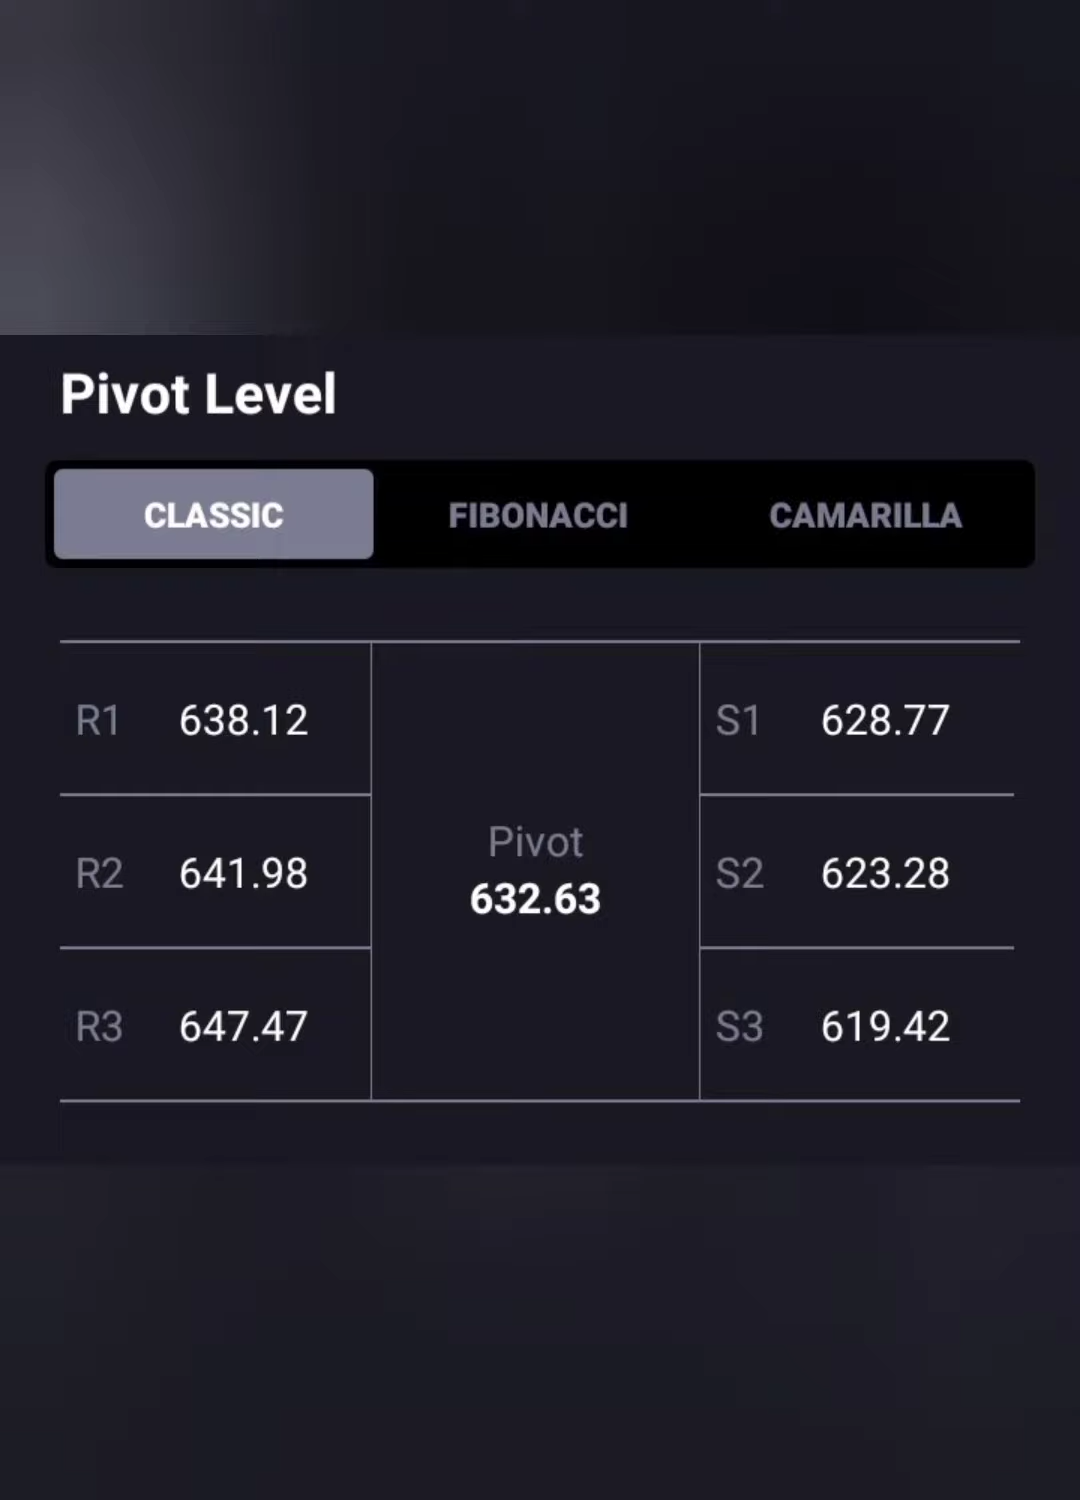 Pivot Level
CLASSIC FIBONACCI CAMARILLA
R1 638.12
R2 641.98
R3 647.47
Pivot
632.63
S1 628.77
S2 623.28
S3 619.42